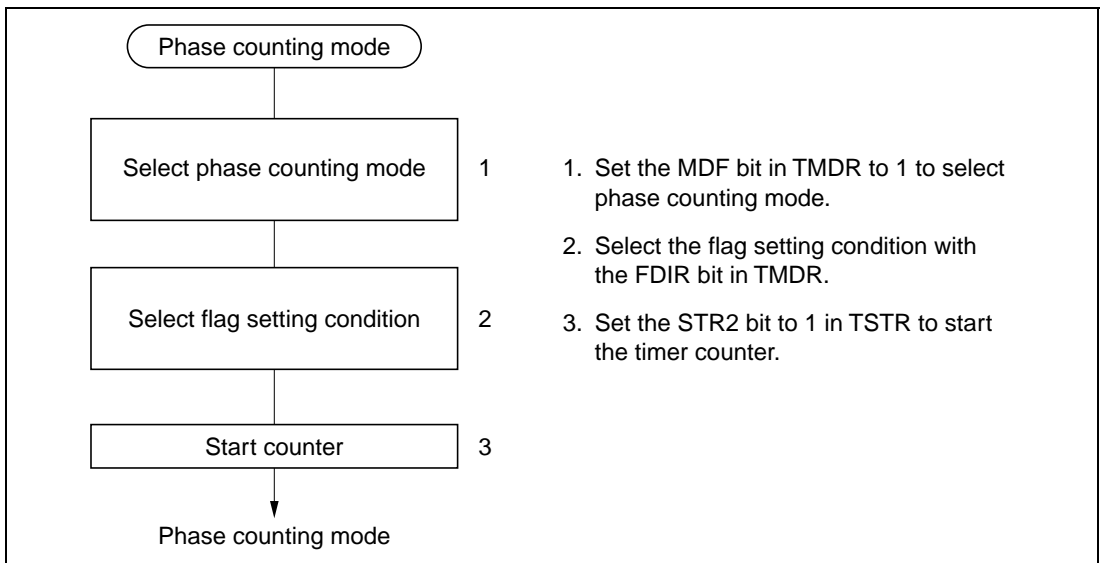 Phase counting mode
Select phase counting mode 1
Select flag setting condition 2
Start counter 3
Phase counting mode
1. Set the MDF bit in TMDR to 1 to select
phase counting mode.
2. Select the flag setting condition with
the FDIR bit in TMDR.
3. Set the STR2 bit to 1 in TSTR to start
the timer counter.